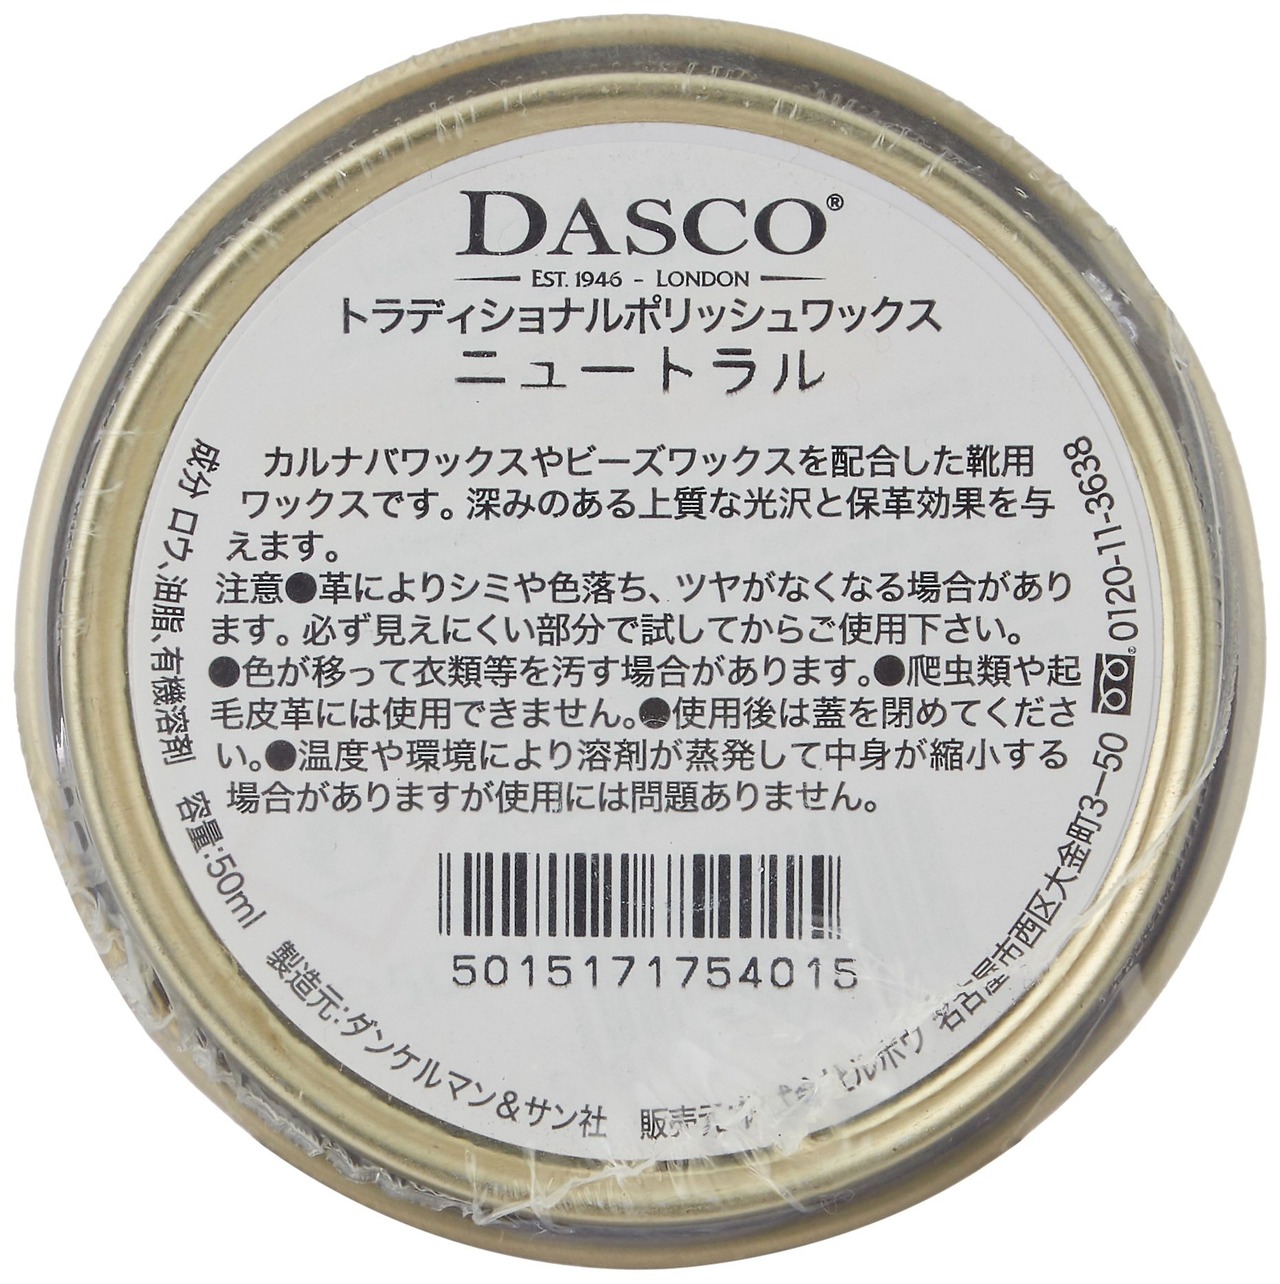 DASCO®
EST. 1946 - LONDON
トラディショナルポリッシュワックス
ニュートラル
カルナバワックスやビーズワックスを配合した靴用
ワックスです。深みのある上質な光沢と保革効果を与
えます。
注意●革によりシミや色落ち、ツヤがなくなる場合があり
ます。必ず見えにくい部分で試してからご使用下さい。
●色が移って衣類等を汚す場合があります。●爬虫類や起
毛皮革には使用できません。●使用後は蓋を閉めてくださ
い。●温度や環境により溶剤が蒸発して中身が縮小する
場合がありますが使用には問題ありません。
5015171754015
成分 ロウ、油脂、有機溶剤 容量:50ml 製造元:ダンケルマン&サン社 販売元:
ルボウ 名古屋市西区大金町3-50 0120-11-3638